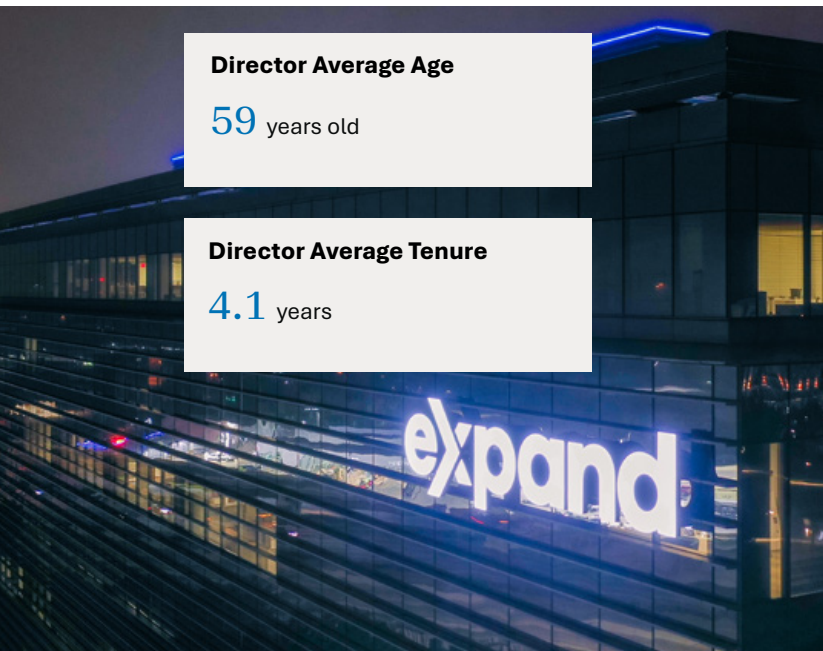 Director Average Age
59 years old
Director Average Tenure
4.1 years
expand